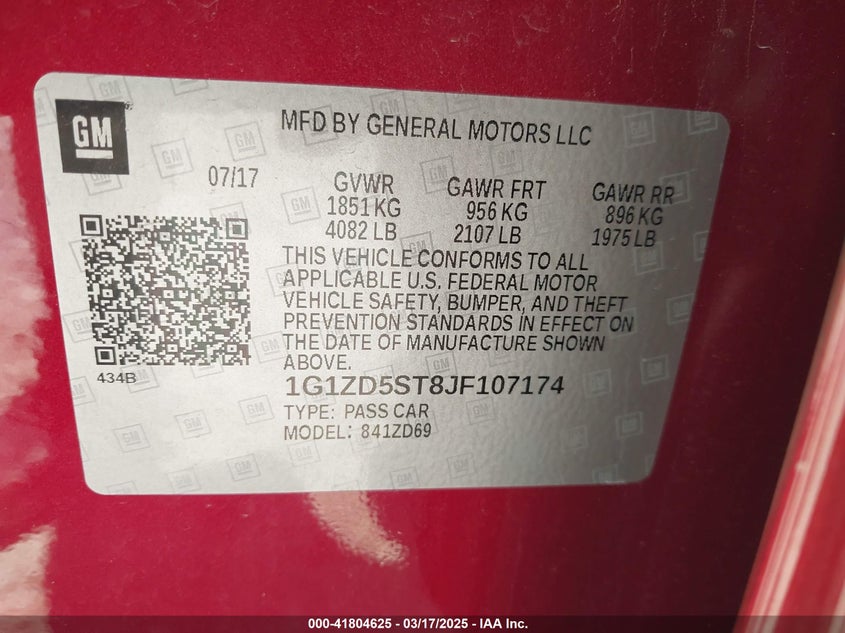 GM
MFD BY GENERAL MOTORS LLC
07/17
GVWR GAWR FRT GAWR RR
1851 KG 956 KG 896 KG
4082 LB 2107 LB 1975 LB
THIS VEHICLE CONFORMS TO ALL
APPLICABLE U.S. FEDERAL MOTOR
VEHICLE SAFETY, BUMPER, AND THEFT
PREVENTION STANDARDS IN EFFECT ON
THE DATE OF MANUFACTURE SHOWN
ABOVE.
434B
1G1ZD5ST8JF107174
TYPE: PASS CAR
MODEL: 841ZD69
000-41804625 - 03/17/2025 - IAA Inc.